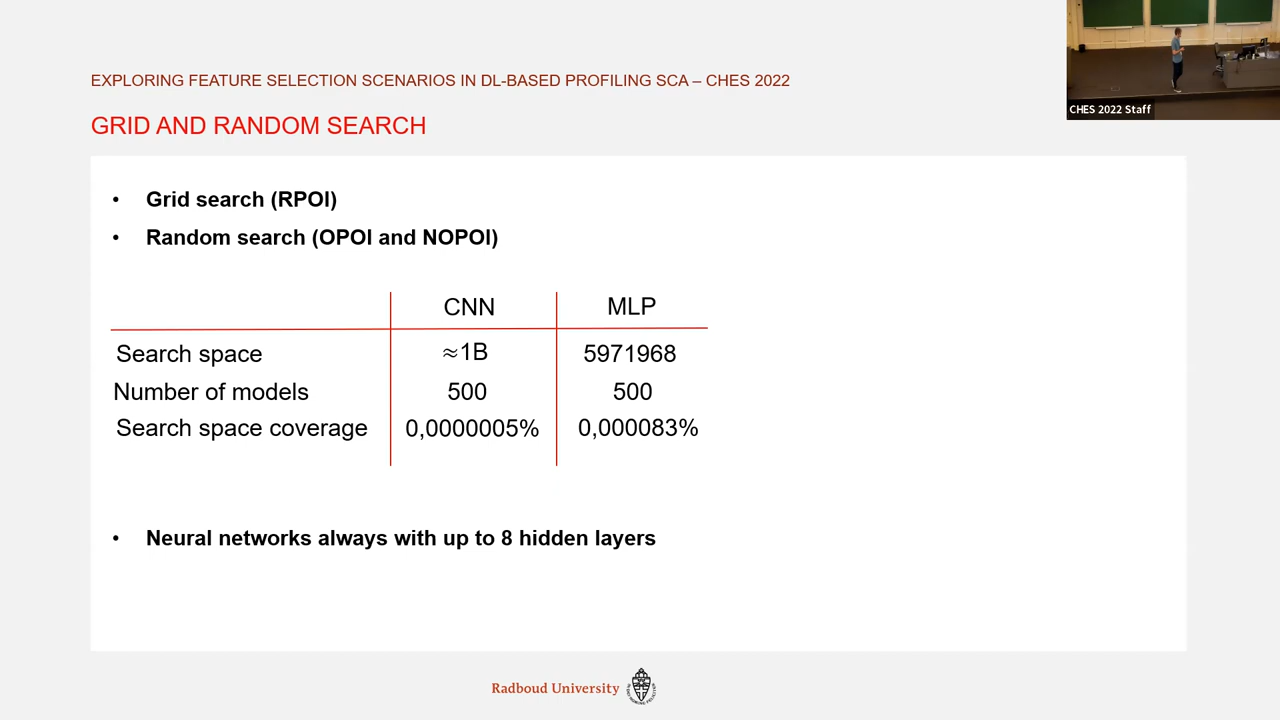 EXPLORING FEATURE SELECTION SCENARIOS IN DL-BASED PROFILING SCA – CHES 2022
CHES 2022 Staff
GRID AND RANDOM SEARCH
• Grid search (RPOI)
• Random search (OPOI and NOPOI)
CNN MLP
Search space ≈1B 5971968
Number of models 500 500
Search space coverage 0,0000005% 0,000083%
• Neural networks always with up to 8 hidden layers
Radboud University